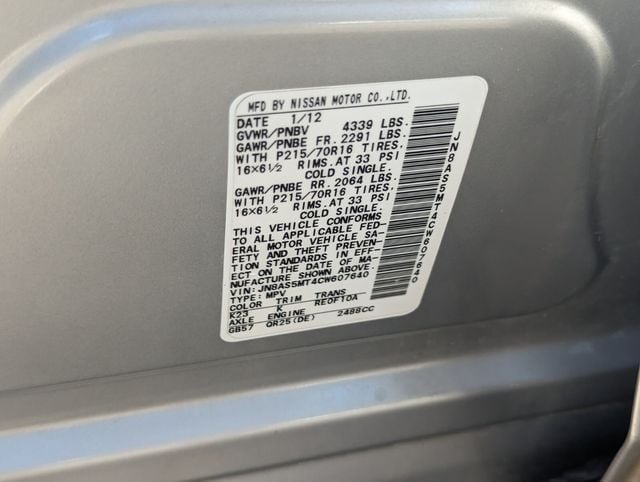 MFD BY NISSAN MOTOR CO.,LTD.
DATE 1/12
GVWR/PNBV 4339 LBS.
GAWR/PNBE FR. 2291 LBS.
WITH P215/70R16 TIRES,
16×6½ RIMS.AT 33 PSI
COLD SINGLE.
GAWR/PNBE RR. 2064 LBS.
WITH P215/70R16 TIRES,
16×6½ RIMS.AT 33 PSI
COLD SINGLE.
THIS VEHICLE CONFORMS
TO ALL APPLICABLE FED-
ERAL MOTOR VEHICLE SA-
FETY AND THEFT PREVEN-
TION STANDARDS IN EFF-
ECT ON THE DATE OF MA-
NUFACTURE SHOWN ABOVE.
VIN: JN8AS5MT4CW607640
TYPE: MPV
COLOR TRIM TRANS
K23 K RE0F10A
AXLE ENGINE
GB57 QR25(DE) 2488CC
JN8AS5MT4CW607640